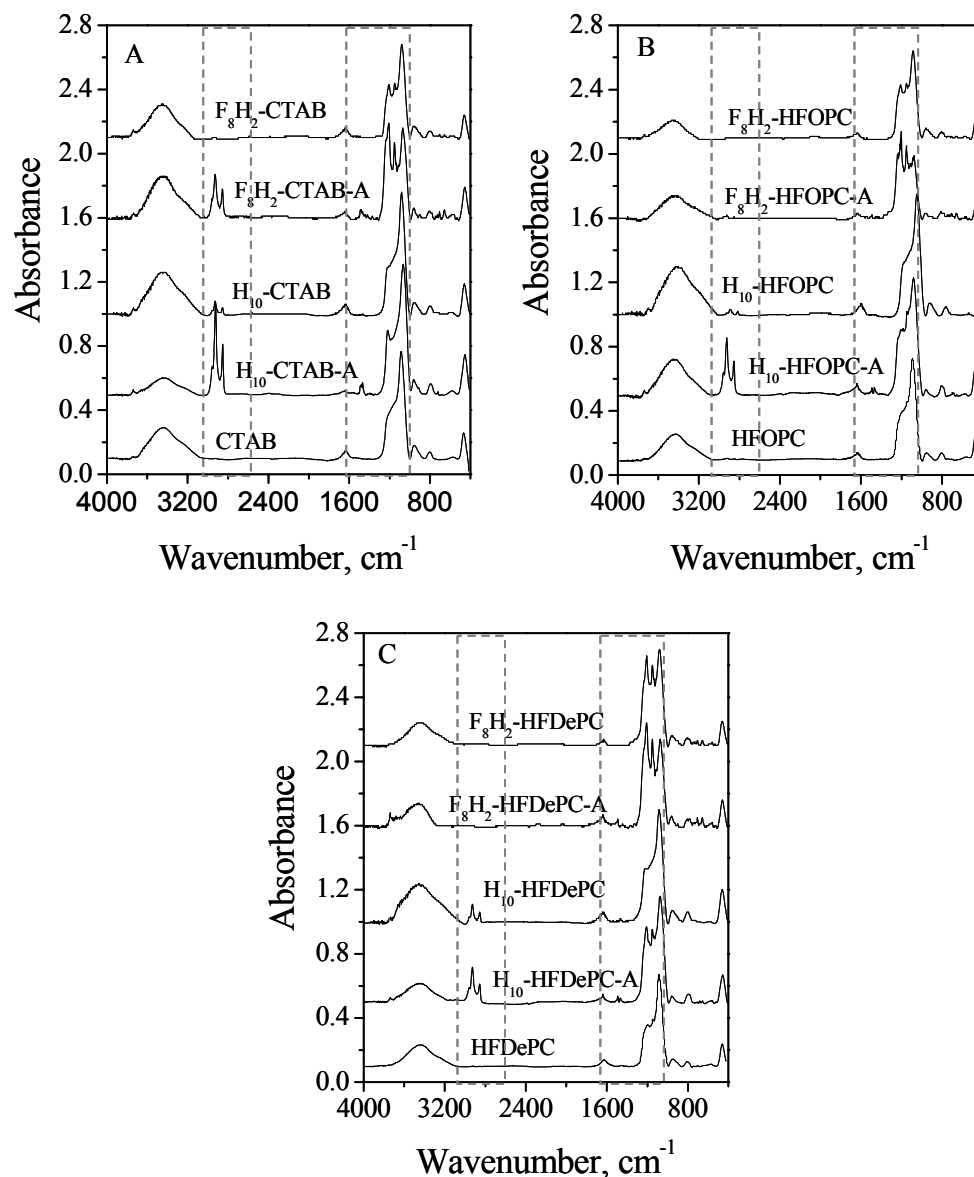 A
2.8
2.4
2.0
1.6
1.2
0.8
0.4
0.0
Absorbance
F8H2-CTAB
F8H2-CTAB-A
H10-CTAB
H10-CTAB-A
CTAB
4000 3200 2400 1600 800
Wavenumber, cm-1
B
2.8
2.4
2.0
1.6
1.2
0.8
0.4
0.0
Absorbance
F8H2-HFOPC
F8H2-HFOPC-A
H10-HFOPC
H10-HFOPC-A
HFOPC
4000 3200 2400 1600 800
Wavenumber, cm-1
C
2.8
2.4
2.0
1.6
1.2
0.8
0.4
0.0
Absorbance
F8H2-HFDePC
F8H2-HFDePC-A
H10-HFDePC
H10-HFDePC-A
HFDePC
4000 3200 2400 1600 800
Wavenumber, cm-1